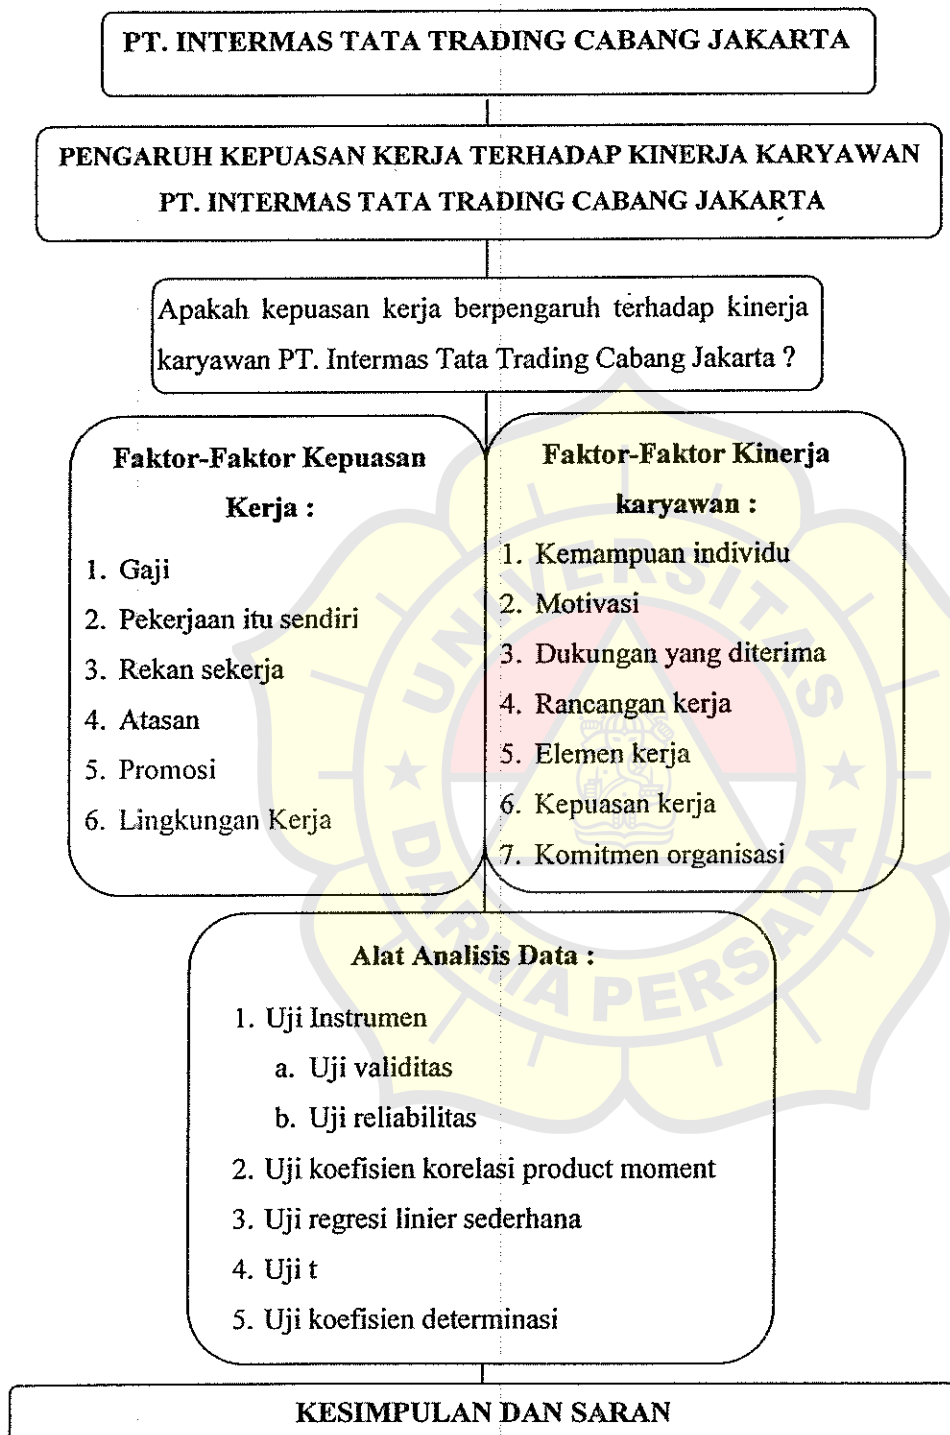 PT. INTERMAS TATA TRADING CABANG JAKARTA
PENGARUH KEPUASAN KERJA TERHADAP KINERJA KARYAWAN
PT. INTERMAS TATA TRADING CABANG JAKARTA
Apakah kepuasan kerja berpengaruh terhadap kinerja
karyawan PT. Intermas Tata Trading Cabang Jakarta ?
Faktor-Faktor Kepuasan
Kerja :
1. Gaji
2. Pekerjaan itu sendiri
3. Rekan sekerja
4. Atasan
5. Promosi
6. Lingkungan Kerja
Faktor-Faktor Kinerja
karyawan :
1. Kemampuan individu
2. Motivasi
3. Dukungan yang diterima
4. Rancangan kerja
5. Elemen kerja
6. Kepuasan kerja
7. Komitmen organisasi
Alat Analisis Data :
1. Uji Instrumen
a. Uji validitas
b. Uji reliabilitas
2. Uji koefisien korelasi product moment
3. Uji regresi linier sederhana
4. Uji t
5. Uji koefisien determinasi
KESIMPULAN DAN SARAN
UNIVERSITAS
DARMA PERSADA